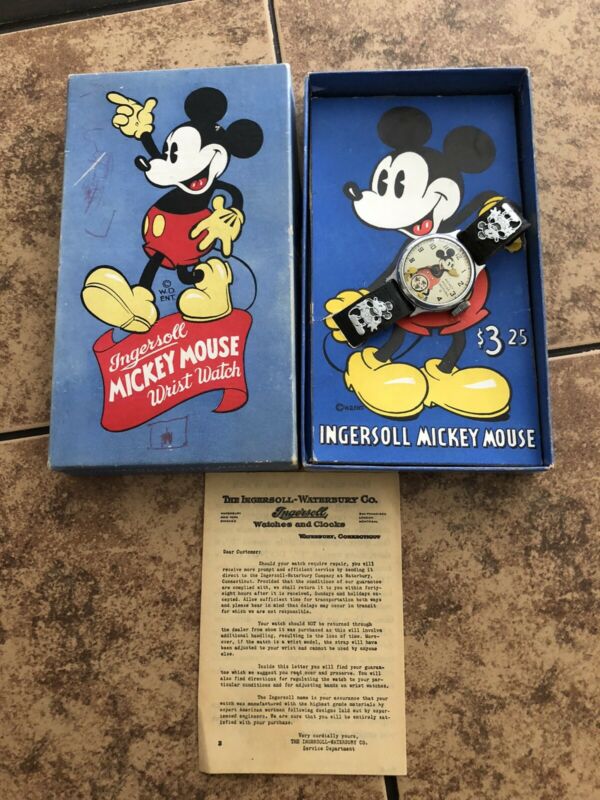 © W.D. ENT.
Ingersoll
MICKEY MOUSE
Wrist Watch
$3 25
© W.D. ENT
INGERSOLL MICKEY MOUSE
THE INGERSOLL-WATERBURY CO.
Ingersoll
Watches and Clocks
WATERBURY
NEW YORK
CHICAGO
SAN FRANCISCO
LONDON
MONTREAL
WATERBURY, CONNECTICUT
Dear Customer:
Should your watch require repair, you will
receive more prompt and efficient service by sending it
direct to the Ingersoll-Waterbury Company at Waterbury,
Connecticut. Provided that the conditions of our guarantee
are complied with, we shall return it to you within forty-
eight hours after it is received, Sundays and holidays ex-
cepted. Allow sufficient time for transportation both ways
and please bear in mind that delays may occur in transit
for which we are not responsible.
Your watch should NOT be returned through
the dealer from whom it was purchased as this will involve
additional handling, resulting in the loss of time. More-
over, if the watch is a wrist model, the strap will have
been adjusted to your wrist and cannot be used by anyone
else.
Inside this letter you will find your guaran-
tee which we suggest you read over and preserve. You will
also find directions for regulating the watch to your par-
ticular conditions and for adjusting bands on wrist watches.
The Ingersoll name is your assurance that your
watch was manufactured with the highest grade materials by
expert American workmen following designs laid out by exper-
ienced engineers. We are sure that you will be entirely sat-
isfied with your purchase.
Very cordially yours,
THE INGERSOLL-WATERBURY CO.
Service Department